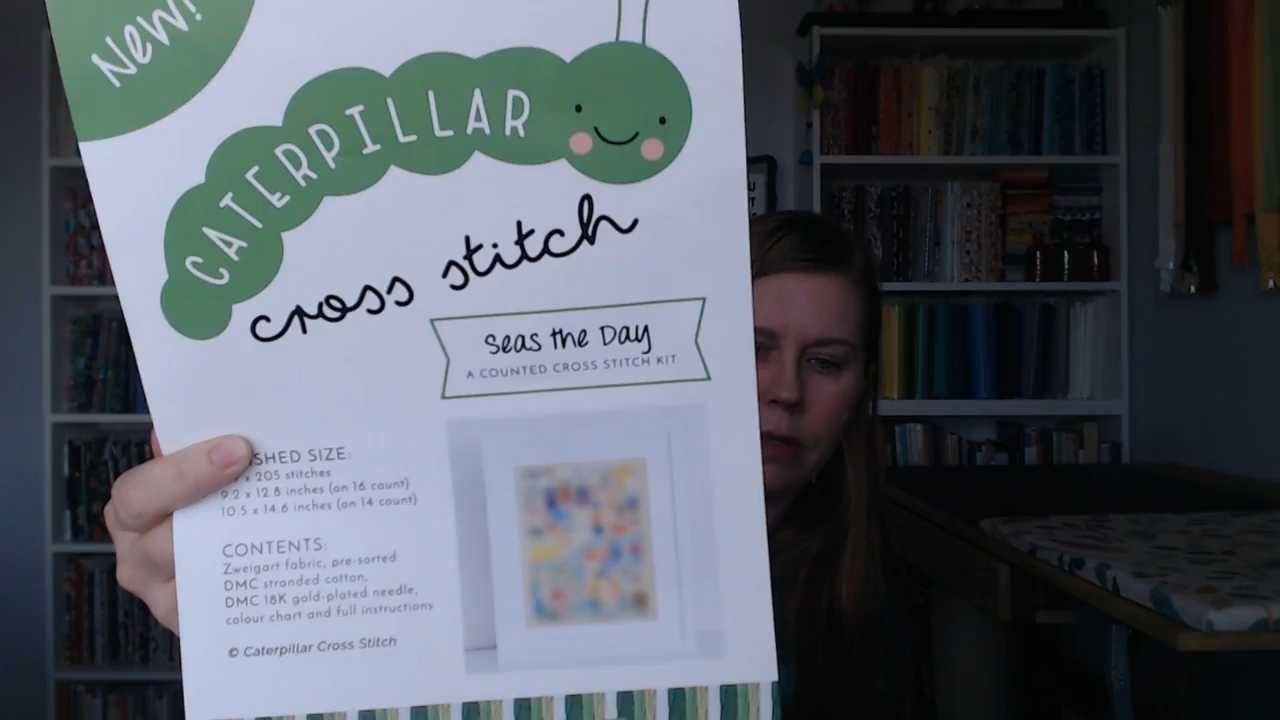 New!
CATERPILLAR
cross stitch
Seas the Day
A COUNTED CROSS STITCH KIT
SHED SIZE:
x 205 stitches
9.2 x 12.8 inches (on 16 count)
10.5 x 14.6 inches (on 14 count)
CONTENTS:
Zweigart fabric, pre-sorted
DMC stranded cotton,
DMC 18K gold-plated needle,
colour chart and full instructions
© Caterpillar Cross Stitch